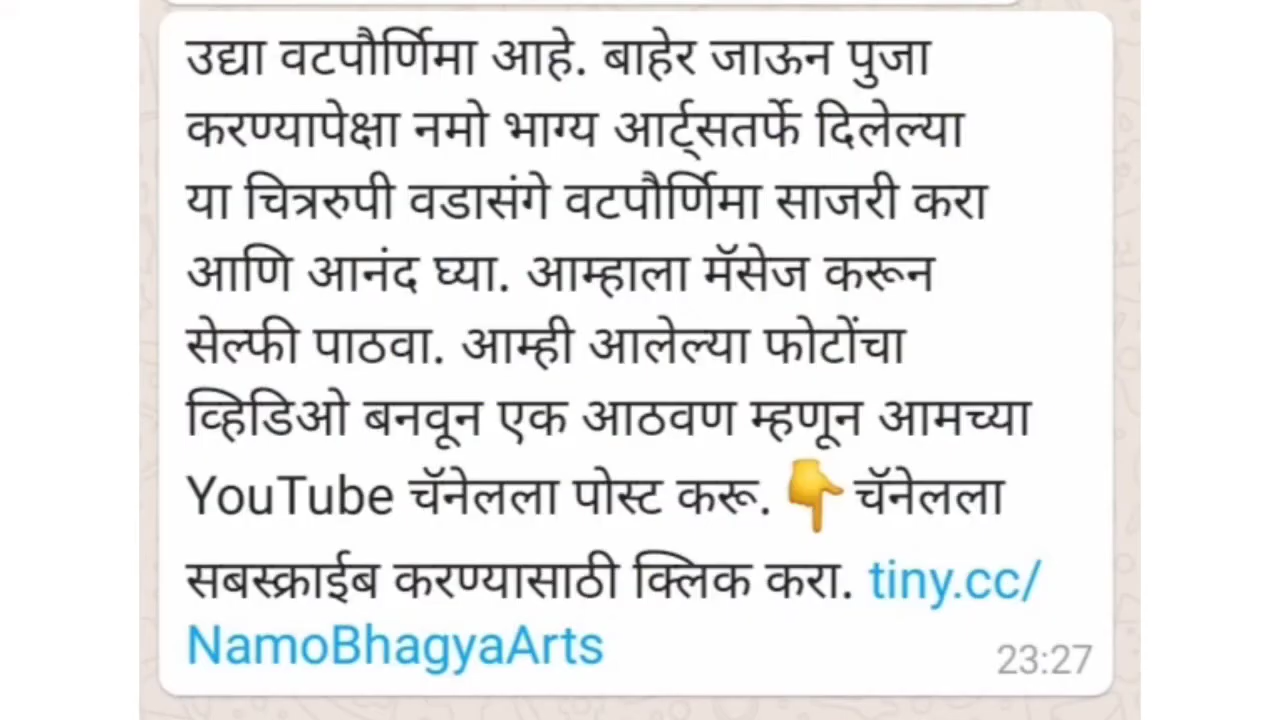 उद्या वटपौर्णिमा आहे. बाहेर जाऊन पुजा
करण्यापेक्षा नमो भाग्य आर्ट्सतर्फे दिलेल्या
या चित्ररुपी वडासंगे वटपौर्णिमा साजरी करा
आणि आनंद घ्या. आम्हाला मॅसेज करून
सेल्फी पाठवा. आम्ही आलेल्या फोटोंचा
व्हिडिओ बनवून एक आठवण म्हणून आमच्या
YouTube चॅनेलला पोस्ट करू. 👇 चॅनेलला
सबस्क्राईब करण्यासाठी क्लिक करा. tiny.cc/
NamoBhagyaArts
23:27